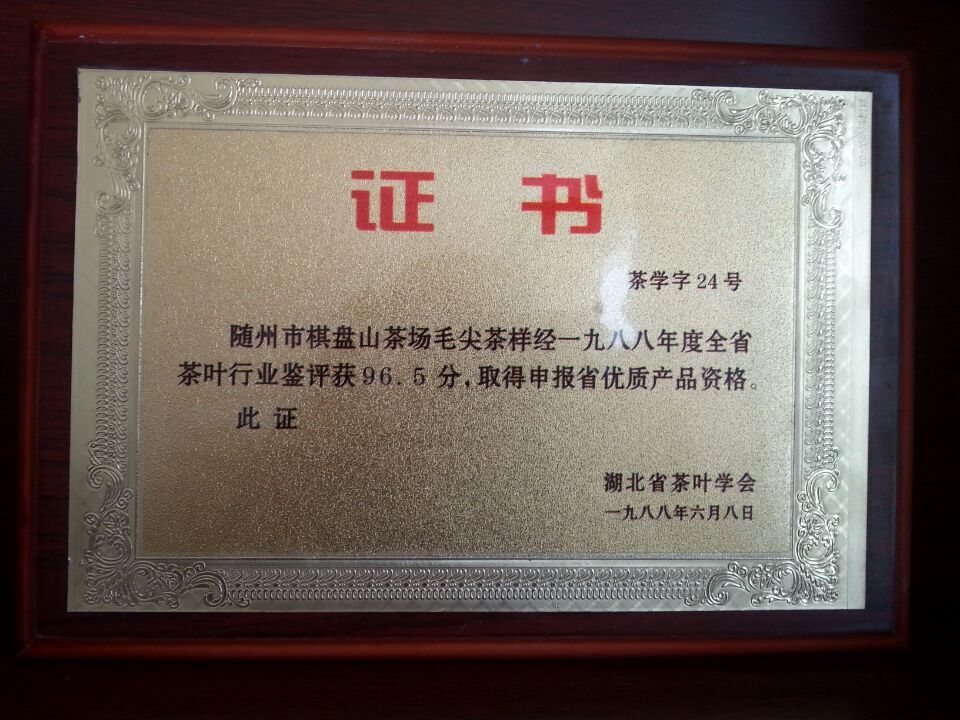 证书
茶学字24号
随州市棋盘山茶场毛尖茶样经一九八八年度全省
茶叶行业鉴评获96.5分，取得申报省优质产品资格。
此证
湖北省茶叶学会
一九八八年六月八日